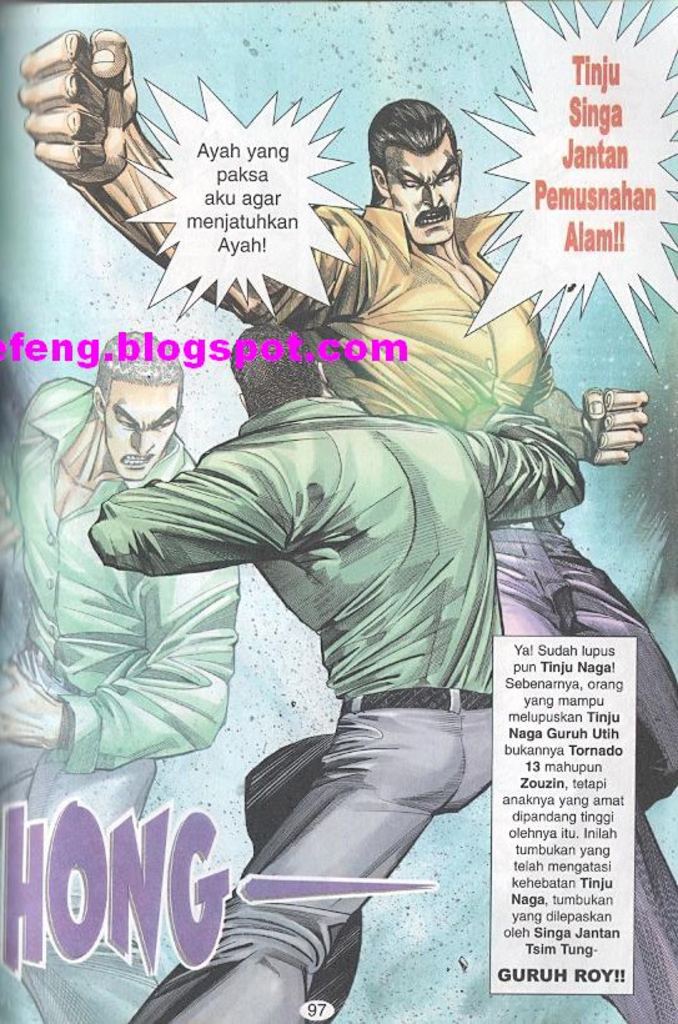 Tinju
Singa
Jantan
Pemusnahan
Alam!!
Ayah yang
paksa
aku agar
menjatuhkan
Ayah!
efeng.blogspot.com
Ya! Sudah lupus
pun Tinju Naga!
Sebenarnya, orang
yang mampu
melupuskan Tinju
Naga Guruh Utih
bukannya Tornado
13 mahupun
Zouzin, tetapi
anaknya yang amat
dipandang tinggi
olehnya itu. Inilah
tumbukan yang
telah mengatasi
kehebatan Tinju
Naga, tumbukan
yang dilepaskan
oleh Singa Jantan
Tsim Tung-
GURUH ROY!!
HONG
97